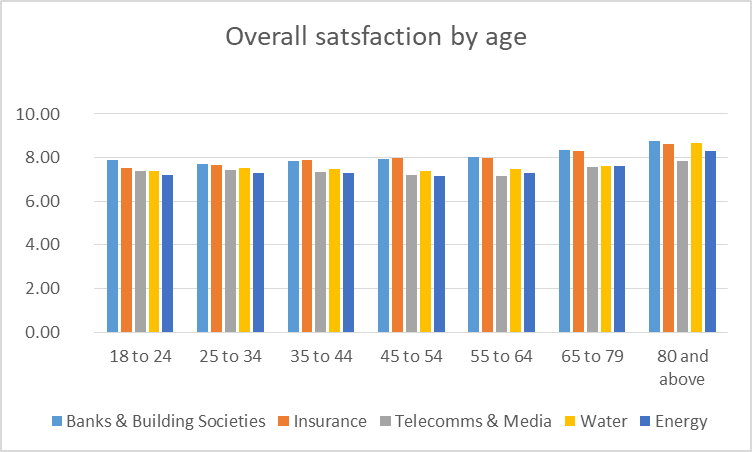 Overall satsfaction by age
10.00
8.00
6.00
4.00
2.00
0.00
18 to 24 25 to 34 35 to 44 45 to 54 55 to 64 65 to 79 80 and
above
Banks & Building Societies Insurance Telecomms & Media Water Energy